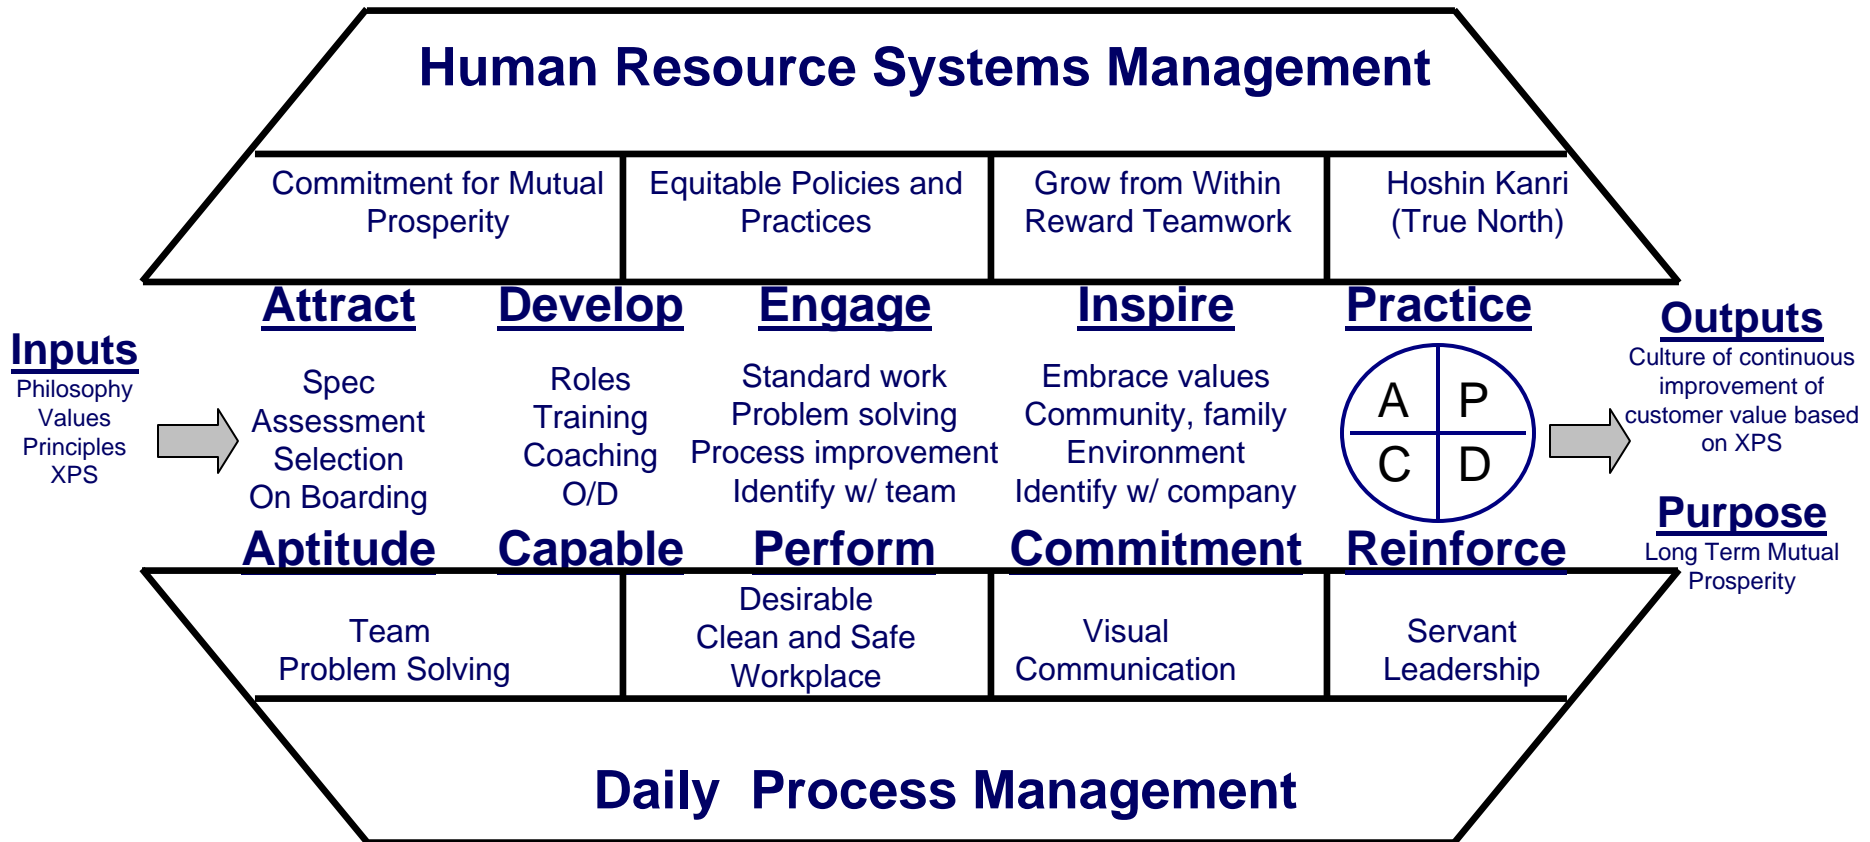 Human Resource Systems Management
Commitment for Mutual
Prosperity
Equitable Policies and
Practices
Grow from Within
Reward Teamwork
Hoshin Kanri
(True North)
Inputs
Philosophy
Values
Principles
XPS
Attract
Spec
Assessment
Selection
On Boarding
Aptitude
Develop
Roles
Training
Coaching
O/D
Capable
Engage
Standard work
Problem solving
Process improvement
Identify w/ team
Perform
Inspire
Embrace values
Community, family
Environment
Identify w/ company
Commitment
Practice
A P
C D
Reinforce
Outputs
Culture of continuous
improvement of
customer value based
on XPS
Purpose
Long Term Mutual
Prosperity
Team
Problem Solving
Desirable
Clean and Safe
Workplace
Visual
Communication
Servant
Leadership
Daily  Process Management